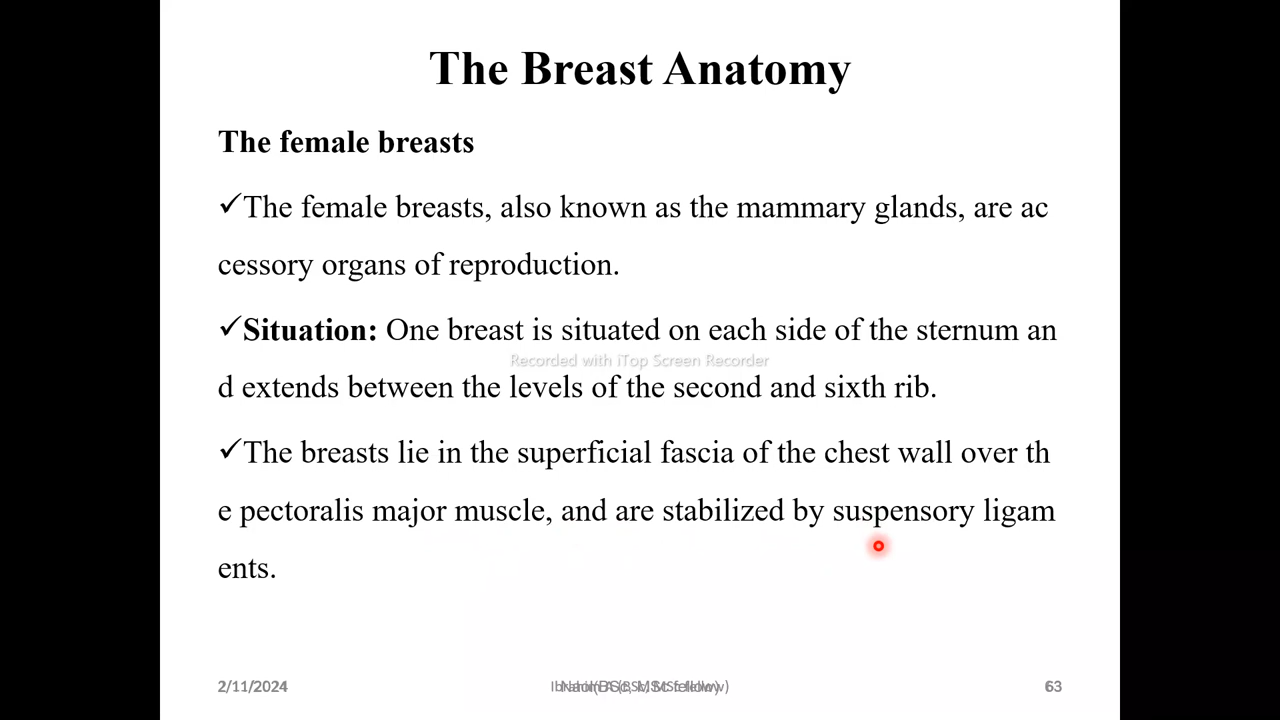 The Breast Anatomy
The female breasts
✓The female breasts, also known as the mammary glands, are ac
cessory organs of reproduction.
✓Situation: One breast is situated on each side of the sternum an
Recorded with iTop Screen Recorder
d extends between the levels of the second and sixth rib.
✓The breasts lie in the superficial fascia of the chest wall over th
e pectoralis major muscle, and are stabilized by suspensory ligam
ents.
2/11/2024
63